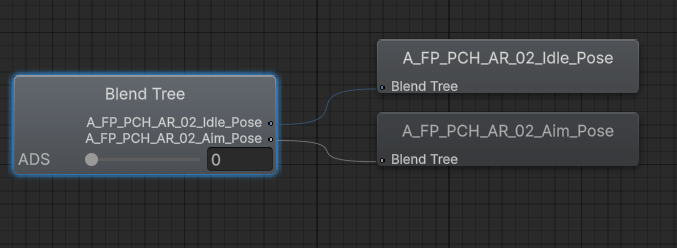 Blend Tree
A_FP_PCH_AR_02_Idle_Pose
A_FP_PCH_AR_02_Aim_Pose
ADS 0
A_FP_PCH_AR_02_Idle_Pose
Blend Tree
A_FP_PCH_AR_02_Aim_Pose
Blend Tree